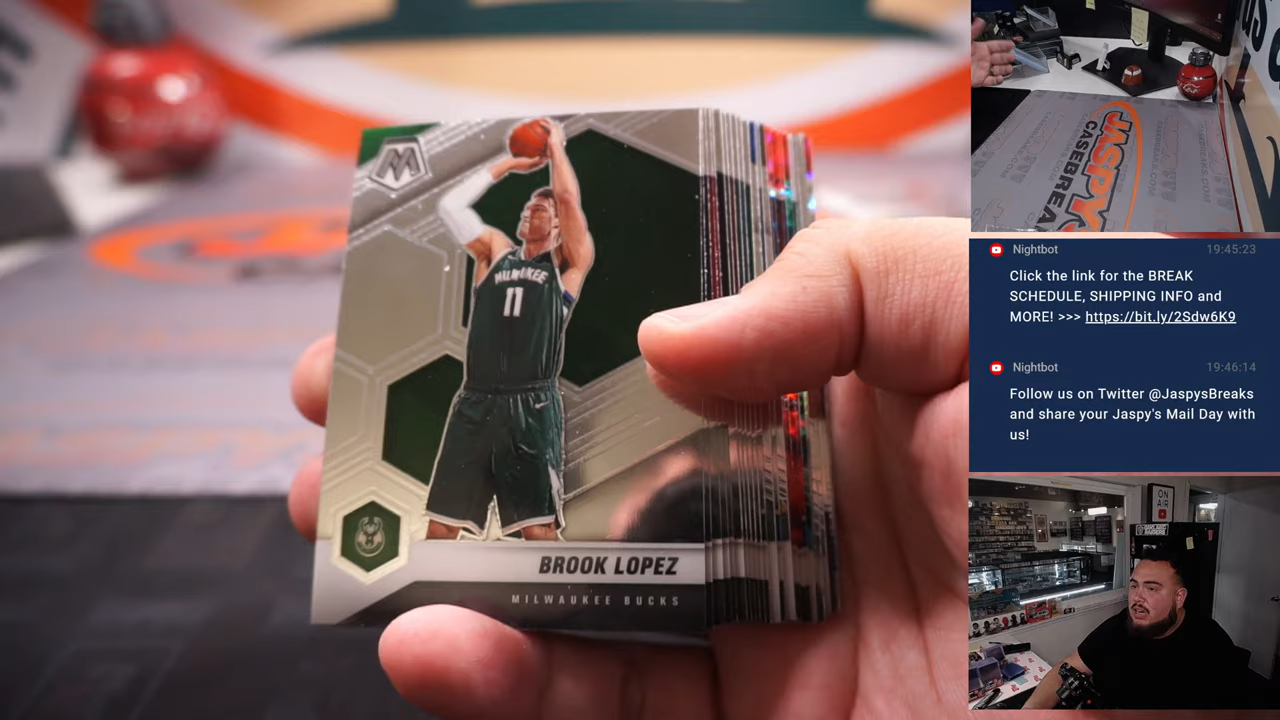 M
MILWAUKEE
11
BROOK LOPEZ
MILWAUKEE BUCKS
JASPY
CASEBREA
Nightbot 19:45:23
Click the link for the BREAK
SCHEDULE, SHIPPING INFO and
MORE! >>> https://bit.ly/2Sdw6K9
Nightbot 19:46:14
Follow us on Twitter @JaspysBreaks
and share your Jaspy's Mail Day with
us!
ON
AIR